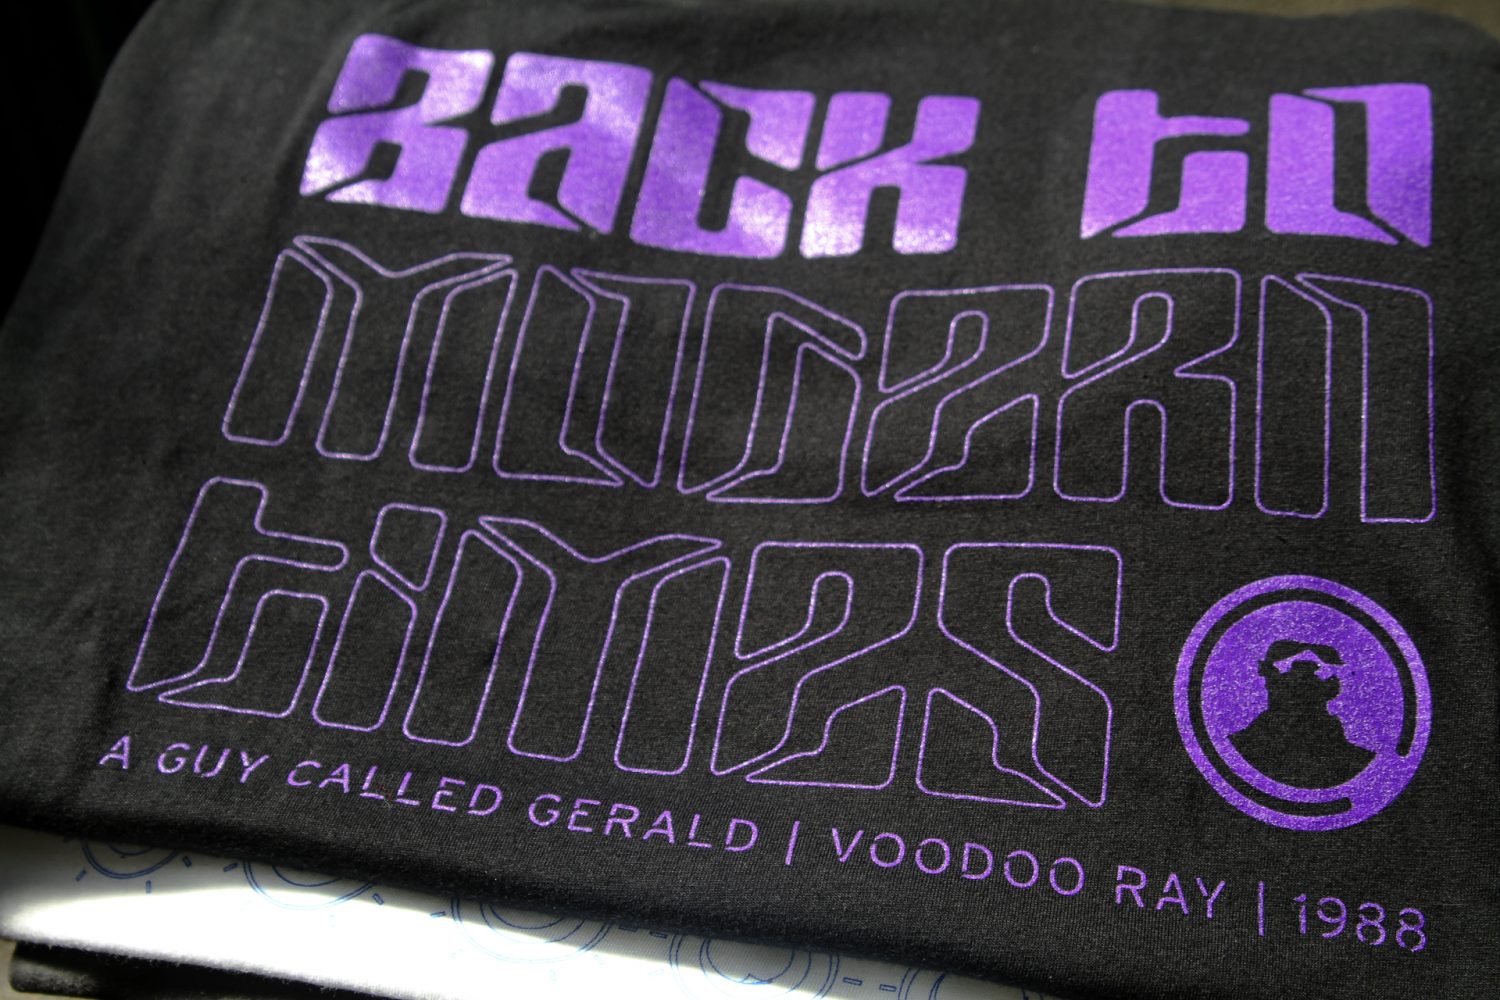 BACK to
MODERN
tiMES
A GUY CALLED GERALD | VOODOO RAY | 1988